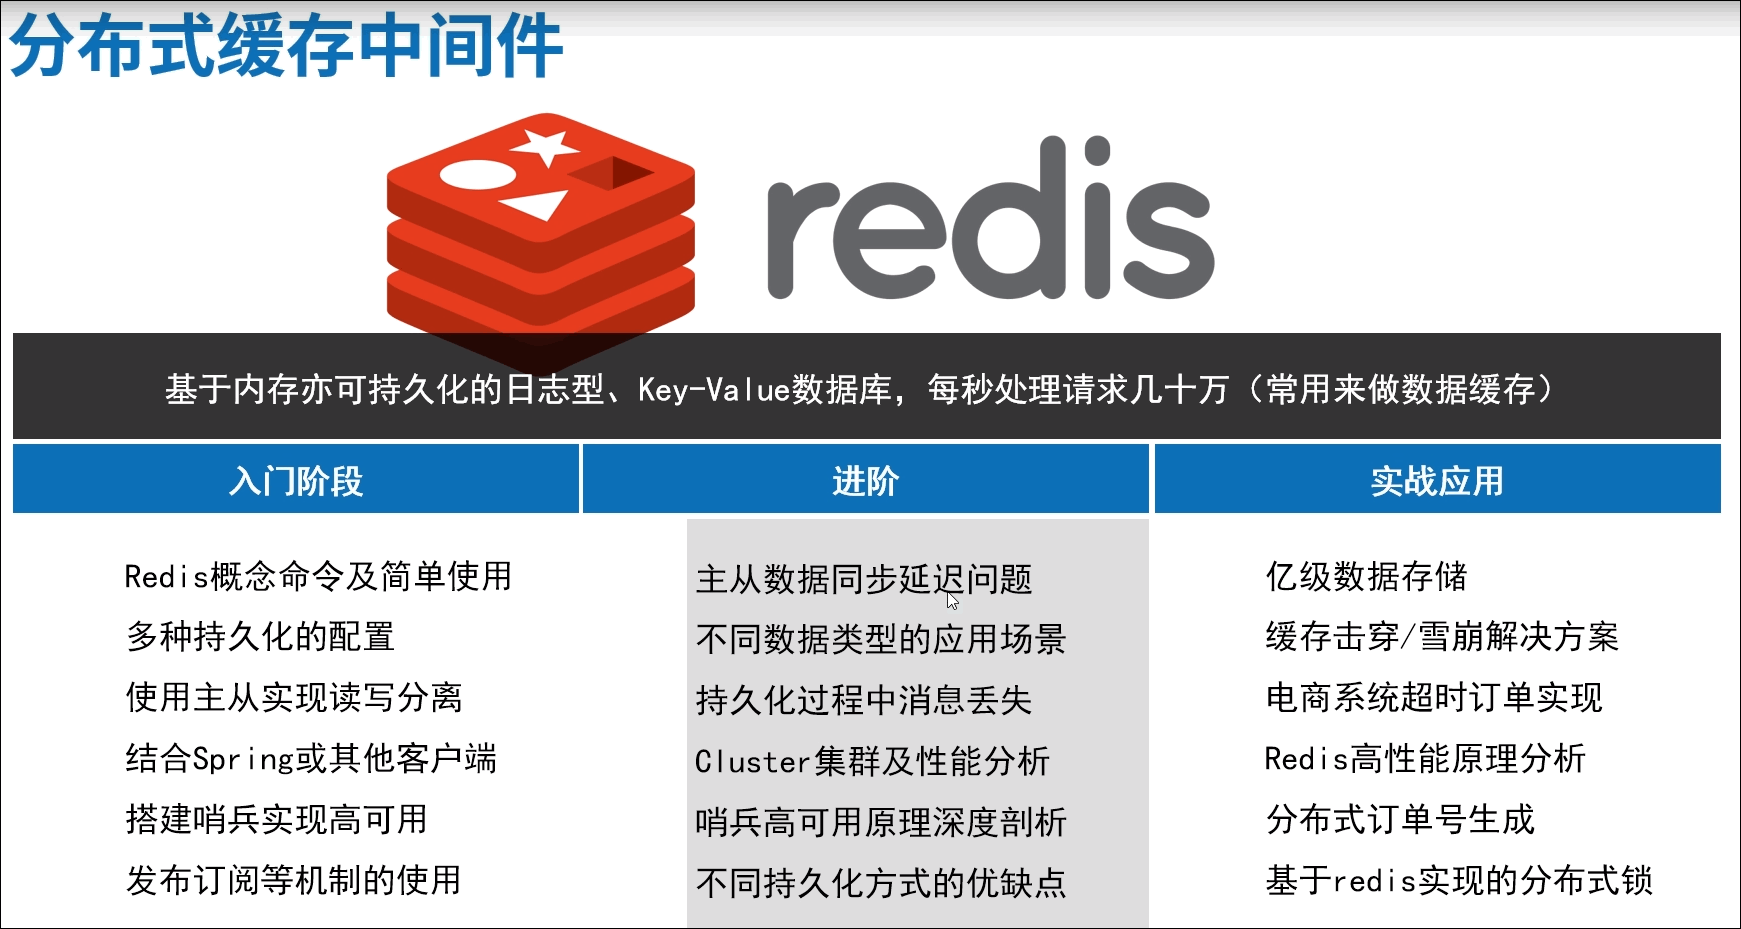 分布式缓存中间件
redis
基于内存亦可持久化的日志型、Key-Value数据库，每秒处理请求几十万（常用来做数据缓存）
入门阶段
Redis概念命令及简单使用
多种持久化的配置
使用主从实现读写分离
结合Spring或其他客户端
搭建哨兵实现高可用
发布订阅等机制的使用
进阶
主从数据同步延迟问题
不同数据类型的应用场景
持久化过程中消息丢失
Cluster集群及性能分析
哨兵高可用原理深度剖析
不同持久化方式的优缺点
实战应用
亿级数据存储
缓存击穿/雪崩解决方案
电商系统超时订单实现
Redis高性能原理分析
分布式订单号生成
基于redis实现的分布式锁